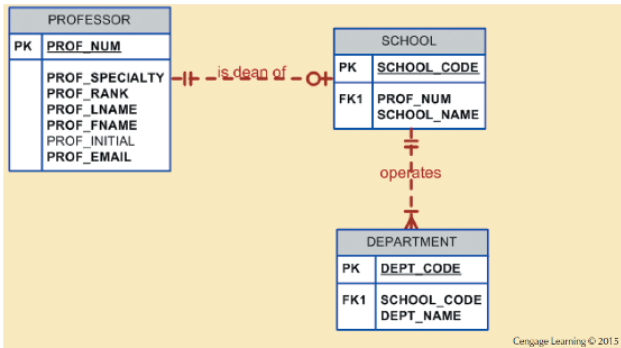 PROFESSOR
PK PROF_NUM
PROF_SPECIALTY
PROF_RANK
PROF_LNAME
PROF_FNAME
PROF_INITIAL
PROF_EMAIL
is dean of
SCHOOL
PK SCHOOL_CODE
FK1 PROF_NUM
SCHOOL_NAME
operates
DEPARTMENT
PK DEPT_CODE
FK1 SCHOOL_CODE
DEPT_NAME
Cengage Learning © 2015